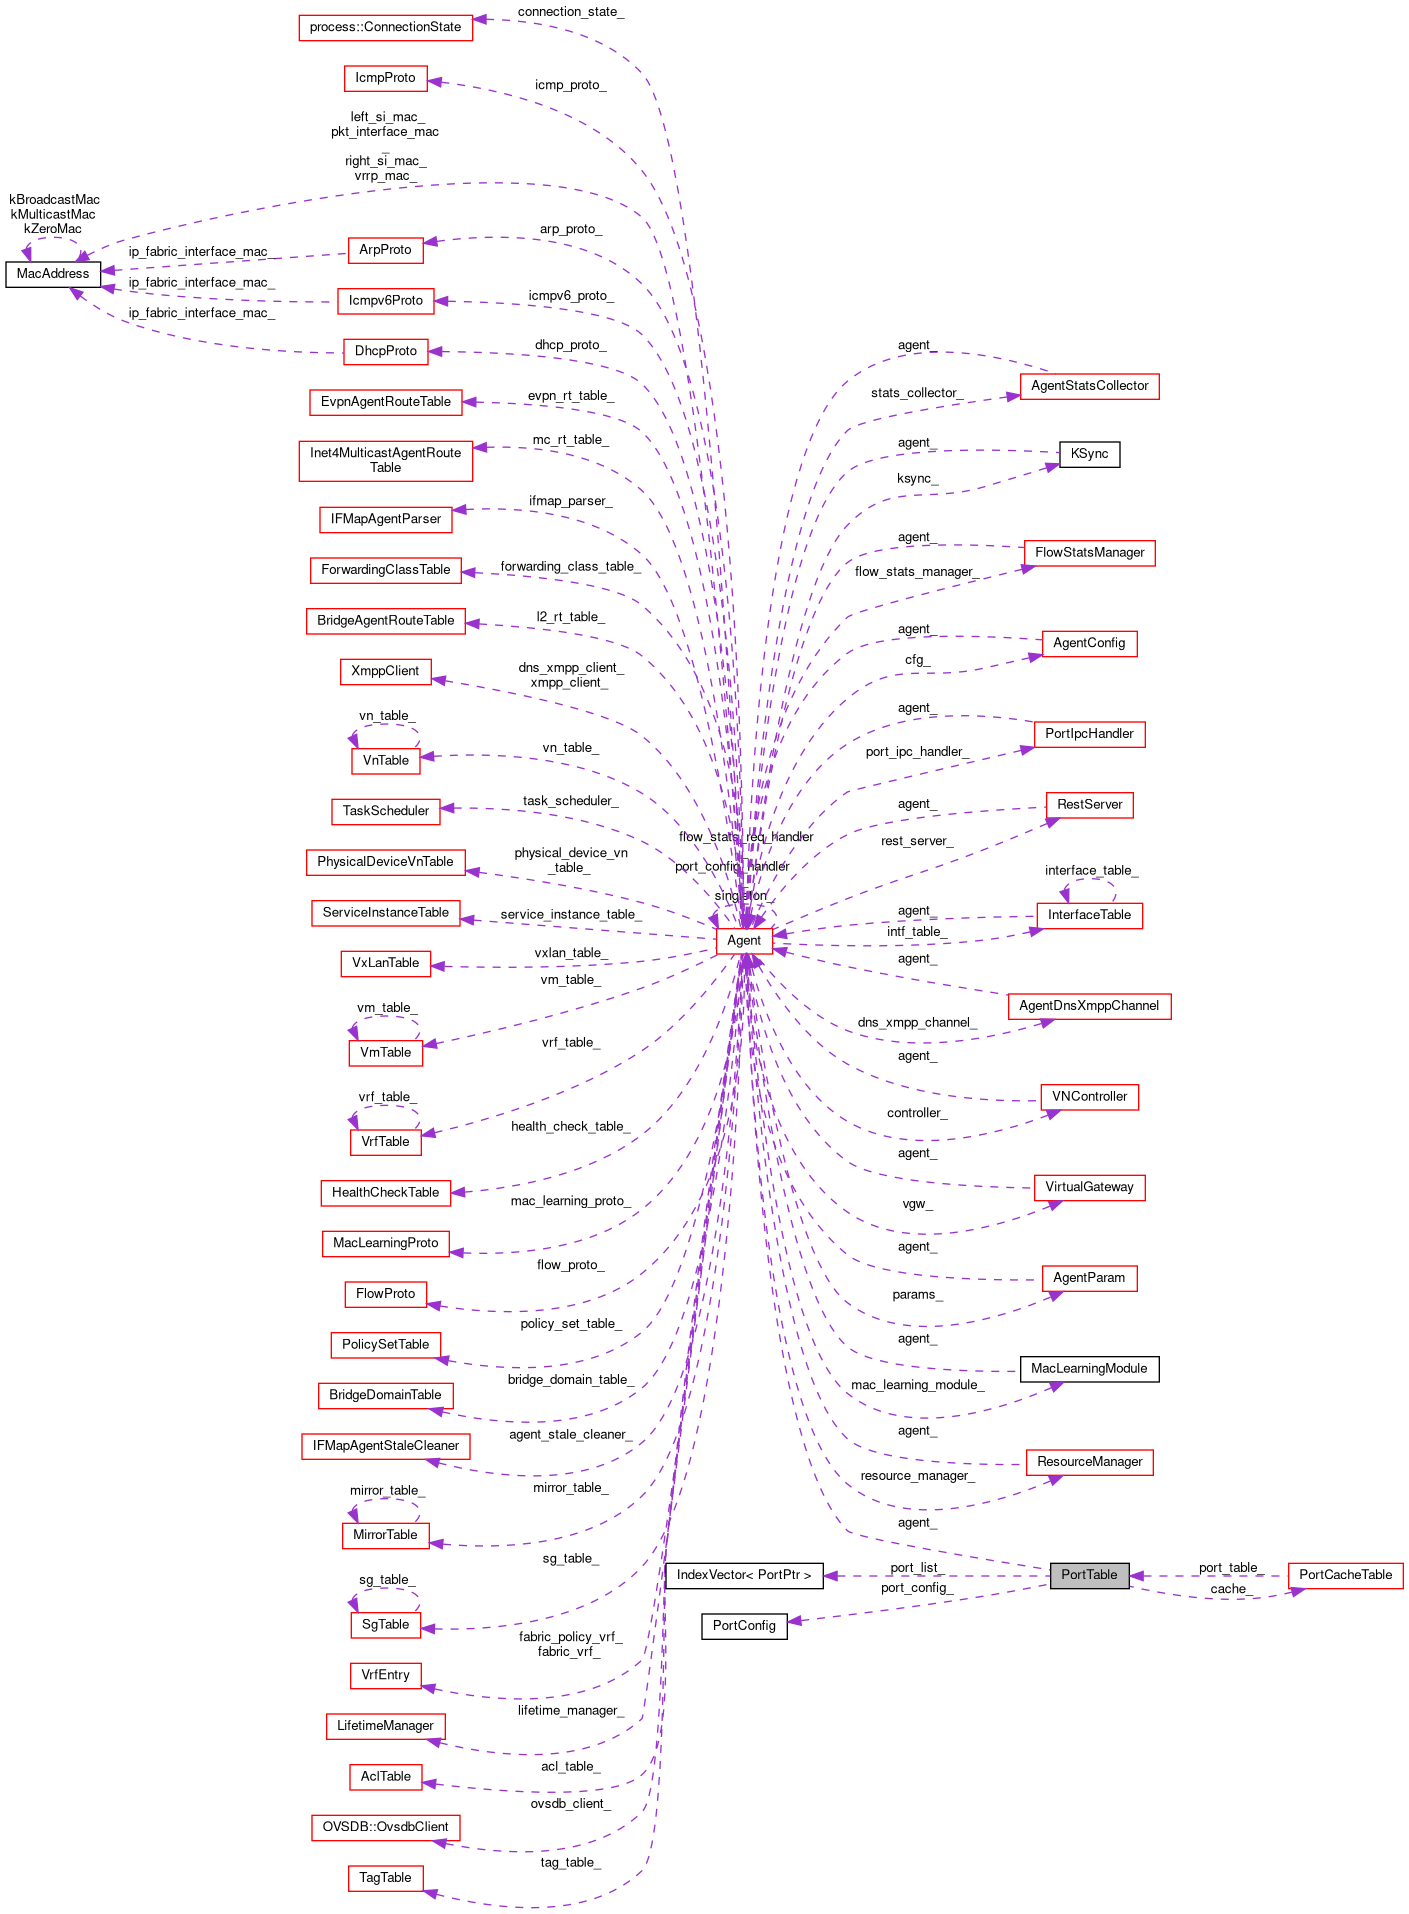 connection_state_
process::ConnectionState
IcmpProto
icmp_proto_
left_si_mac_
pkt_interface_mac
_
right_si_mac_
vrrp_mac_
kBroadcastMac
kMulticastMac
kZeroMac
MacAddress
ip_fabric_interface_mac_
ArpProto
arp_proto_
ip_fabric_interface_mac_
Icmpv6Proto
icmpv6_proto_
ip_fabric_interface_mac_
DhcpProto
dhcp_proto_
EvpnAgentRouteTable
evpn_rt_table_
Inet4MulticastAgentRoute
Table
mc_rt_table_
IFMapAgentParser
ifmap_parser_
ForwardingClassTable
forwarding_class_table_
BridgeAgentRouteTable
l2_rt_table_
XmppClient
dns_xmpp_client_
xmpp_client_
vn_table_
VnTable
vn_table_
TaskScheduler
task_scheduler_
PhysicalDeviceVnTable
physical_device_vn
_table_
ServiceInstanceTable
service_instance_table_
VxLanTable
vxlan_table_
vm_table_
vm_table_
VmTable
vrf_table_
vrf_table_
VrfTable
health_check_table_
HealthCheckTable
mac_learning_proto_
MacLearningProto
flow_proto_
FlowProto
policy_set_table_
PolicySetTable
bridge_domain_table_
BridgeDomainTable
agent_stale_cleaner_
IFMapAgentStaleCleaner
mirror_table_
mirror_table_
MirrorTable
sg_table_
sg_table_
SgTable
fabric_policy_vrf_
fabric_vrf_
VrfEntry
lifetime_manager_
LifetimeManager
acl_table_
AclTable
ovsdb_client_
OVSDB::OvsdbClient
tag_table_
TagTable
flow_stats_req_handler
_
port_config_handler
_
singleton_
Agent
agent_
stats_collector_
AgentStatsCollector
agent_
ksync_
KSync
agent_
flow_stats_manager_
FlowStatsManager
agent_
cfg_
AgentConfig
agent_
port_ipc_handler_
PortIpcHandler
agent_
rest_server_
RestServer
interface_table_
agent_
intf_table_
InterfaceTable
agent_
dns_xmpp_channel_
AgentDnsXmppChannel
agent_
controller_
VNController
agent_
vgw_
VirtualGateway
agent_
params_
AgentParam
agent_
mac_learning_module_
MacLearningModule
agent_
resource_manager_
ResourceManager
agent_
IndexVector< PortPtr >
port_list_
port_config_
PortConfig
PortTable
port_table_
cache_
PortCacheTable